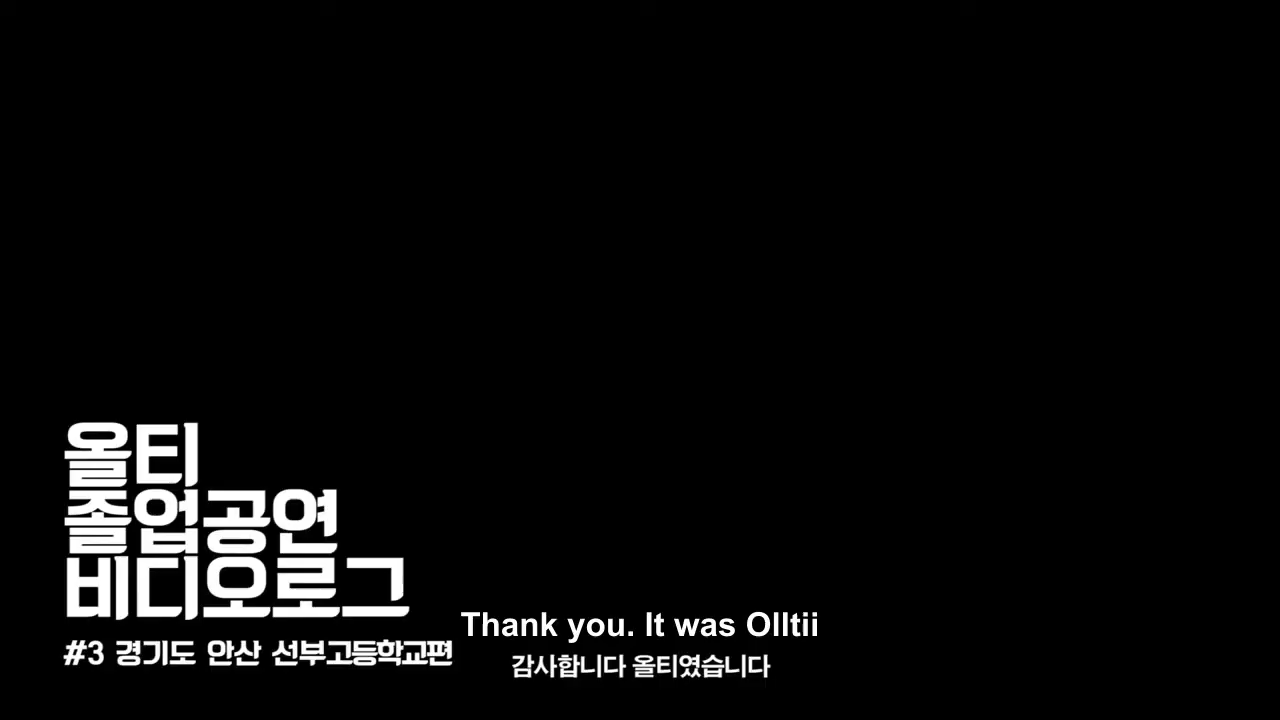 올티
졸업공연
비디오로그
#3 경기도 안산 선부고등학교편
Thank you. It was Olltii
감사합니다 올티였습니다